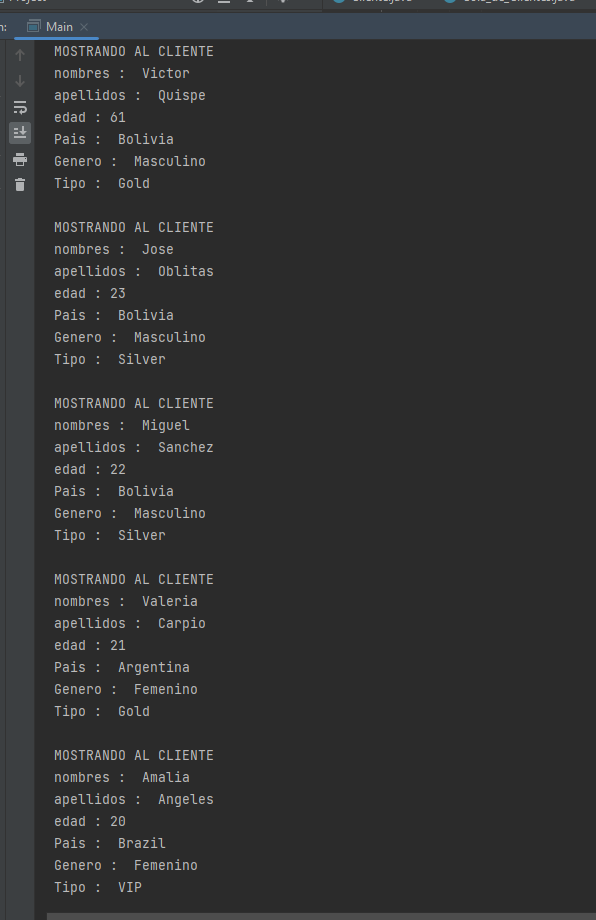 Main
MOSTRANDO AL CLIENTE
nombres :  Victor
apellidos :  Quispe
edad : 61
Pais :  Bolivia
Genero :  Masculino
Tipo :  Gold
MOSTRANDO AL CLIENTE
nombres :  Jose
apellidos :  Oblitas
edad : 23
Pais :  Bolivia
Genero :  Masculino
Tipo :  Silver
MOSTRANDO AL CLIENTE
nombres :  Miguel
apellidos :  Sanchez
edad : 22
Pais :  Bolivia
Genero :  Masculino
Tipo :  Silver
MOSTRANDO AL CLIENTE
nombres :  Valeria
apellidos :  Carpio
edad : 21
Pais :  Argentina
Genero :  Femenino
Tipo :  Gold
MOSTRANDO AL CLIENTE
nombres :  Amalia
apellidos :  Angeles
edad : 20
Pais :  Brazil
Genero :  Femenino
Tipo :  VIP